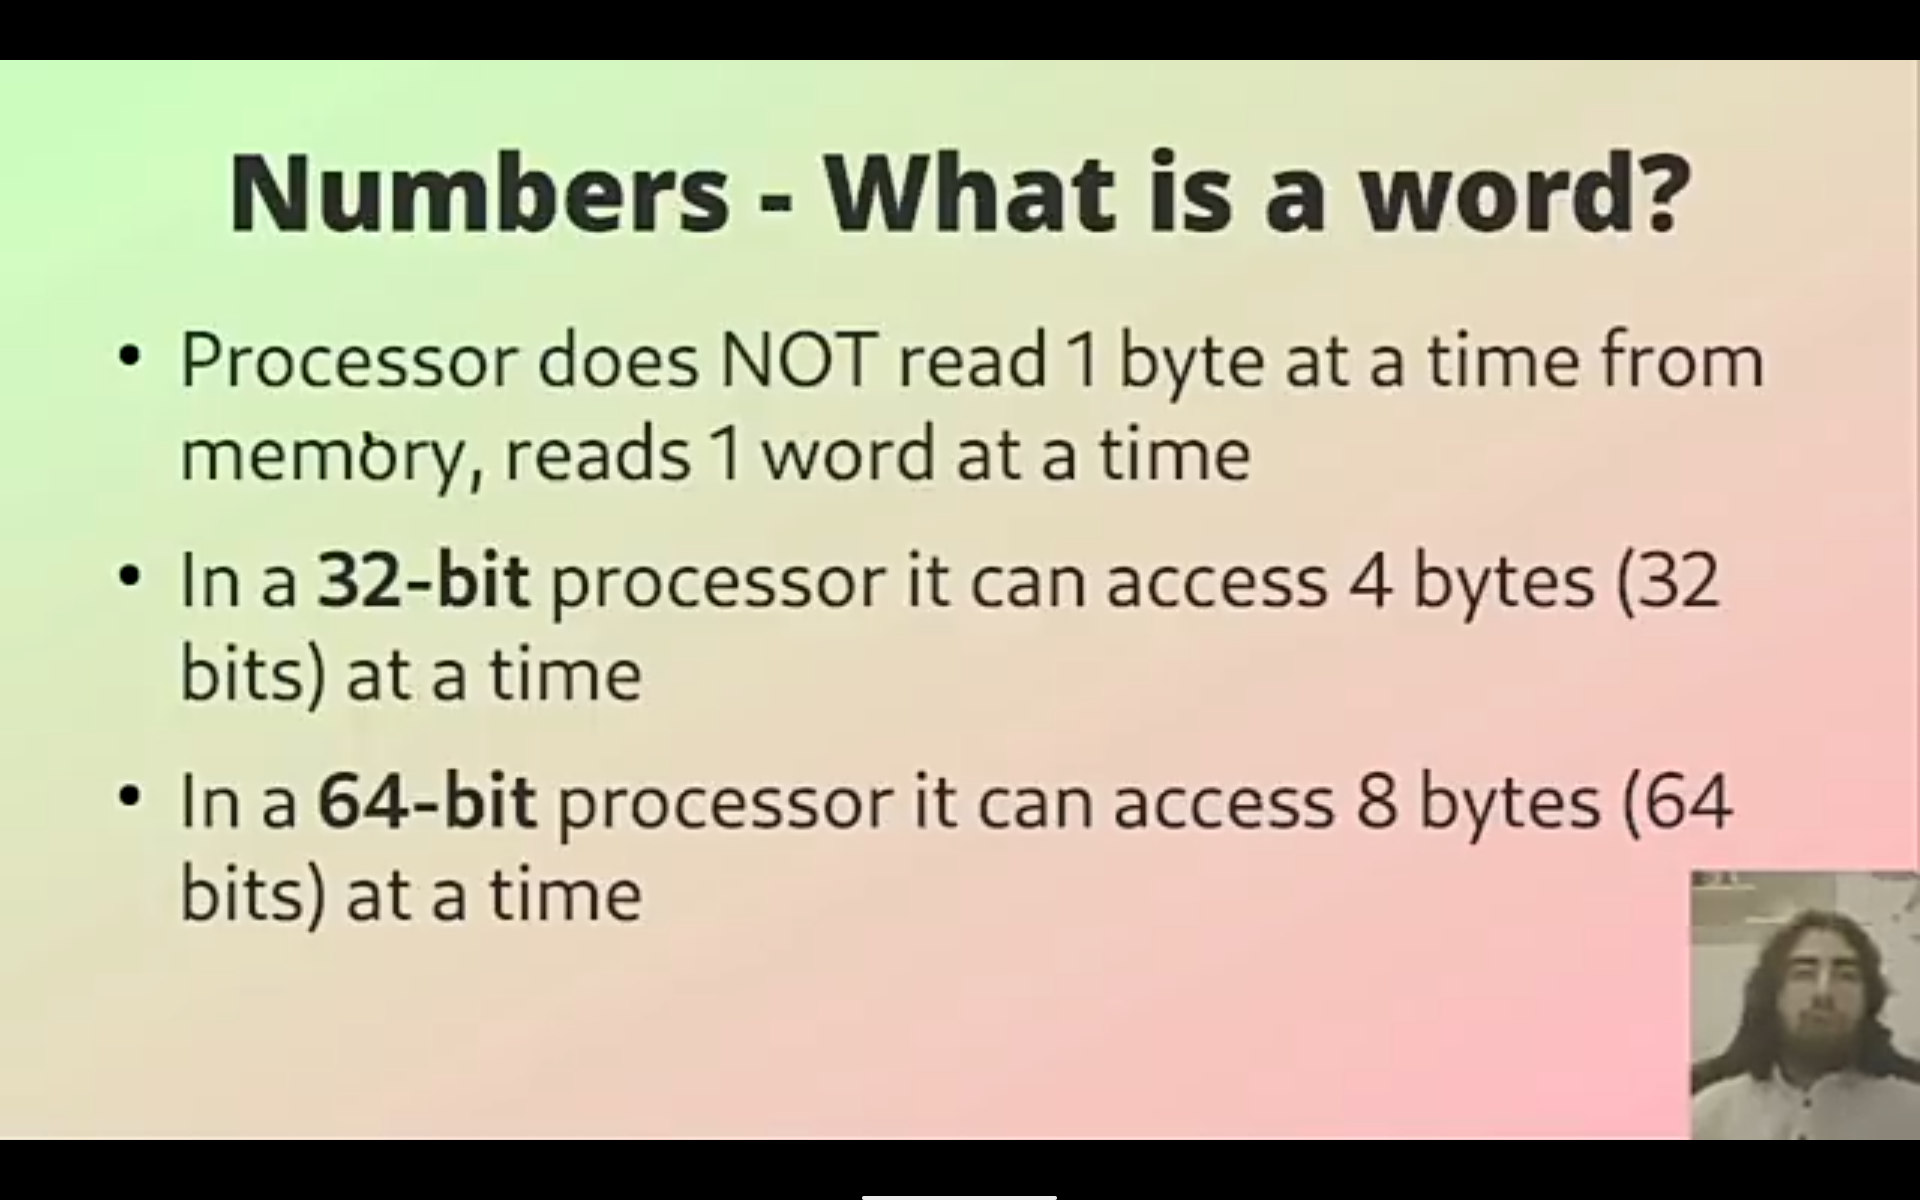 Numbers - What is a word?
• Processor does NOT read 1 byte at a time from
memory, reads 1 word at a time
• In a 32-bit processor it can access 4 bytes (32
bits) at a time
• In a 64-bit processor it can access 8 bytes (64
bits) at a time